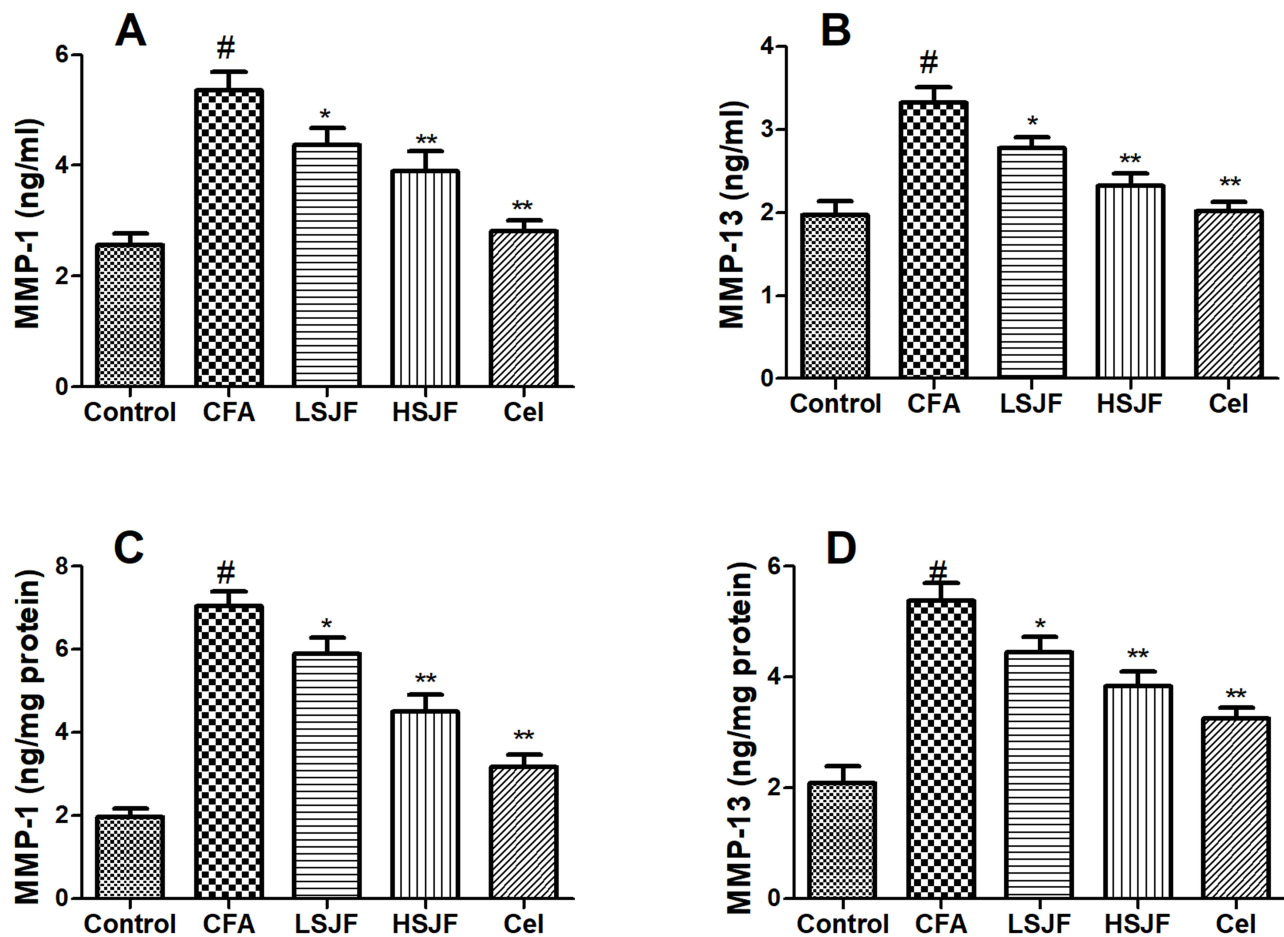 A
MMP-1 (ng/ml)
6
4
2
0
#
*
**
**
Control CFA LSJF HSJF Cel
B
MMP-13 (ng/ml)
4
3
2
1
0
#
*
**
**
Control CFA LSJF HSJF Cel
C
MMP-1 (ng/mg protein)
8
6
4
2
0
#
*
**
**
Control CFA LSJF HSJF Cel
D
MMP-13 (ng/mg protein)
6
4
2
0
#
*
**
**
Control CFA LSJF HSJF Cel